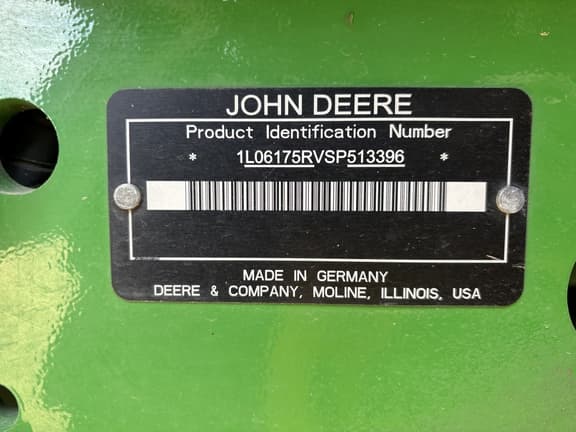 JOHN DEERE
Product Identification Number
* 1L06175RVSP513396 *
MADE IN GERMANY
DEERE & COMPANY, MOLINE, ILLINOIS, USA